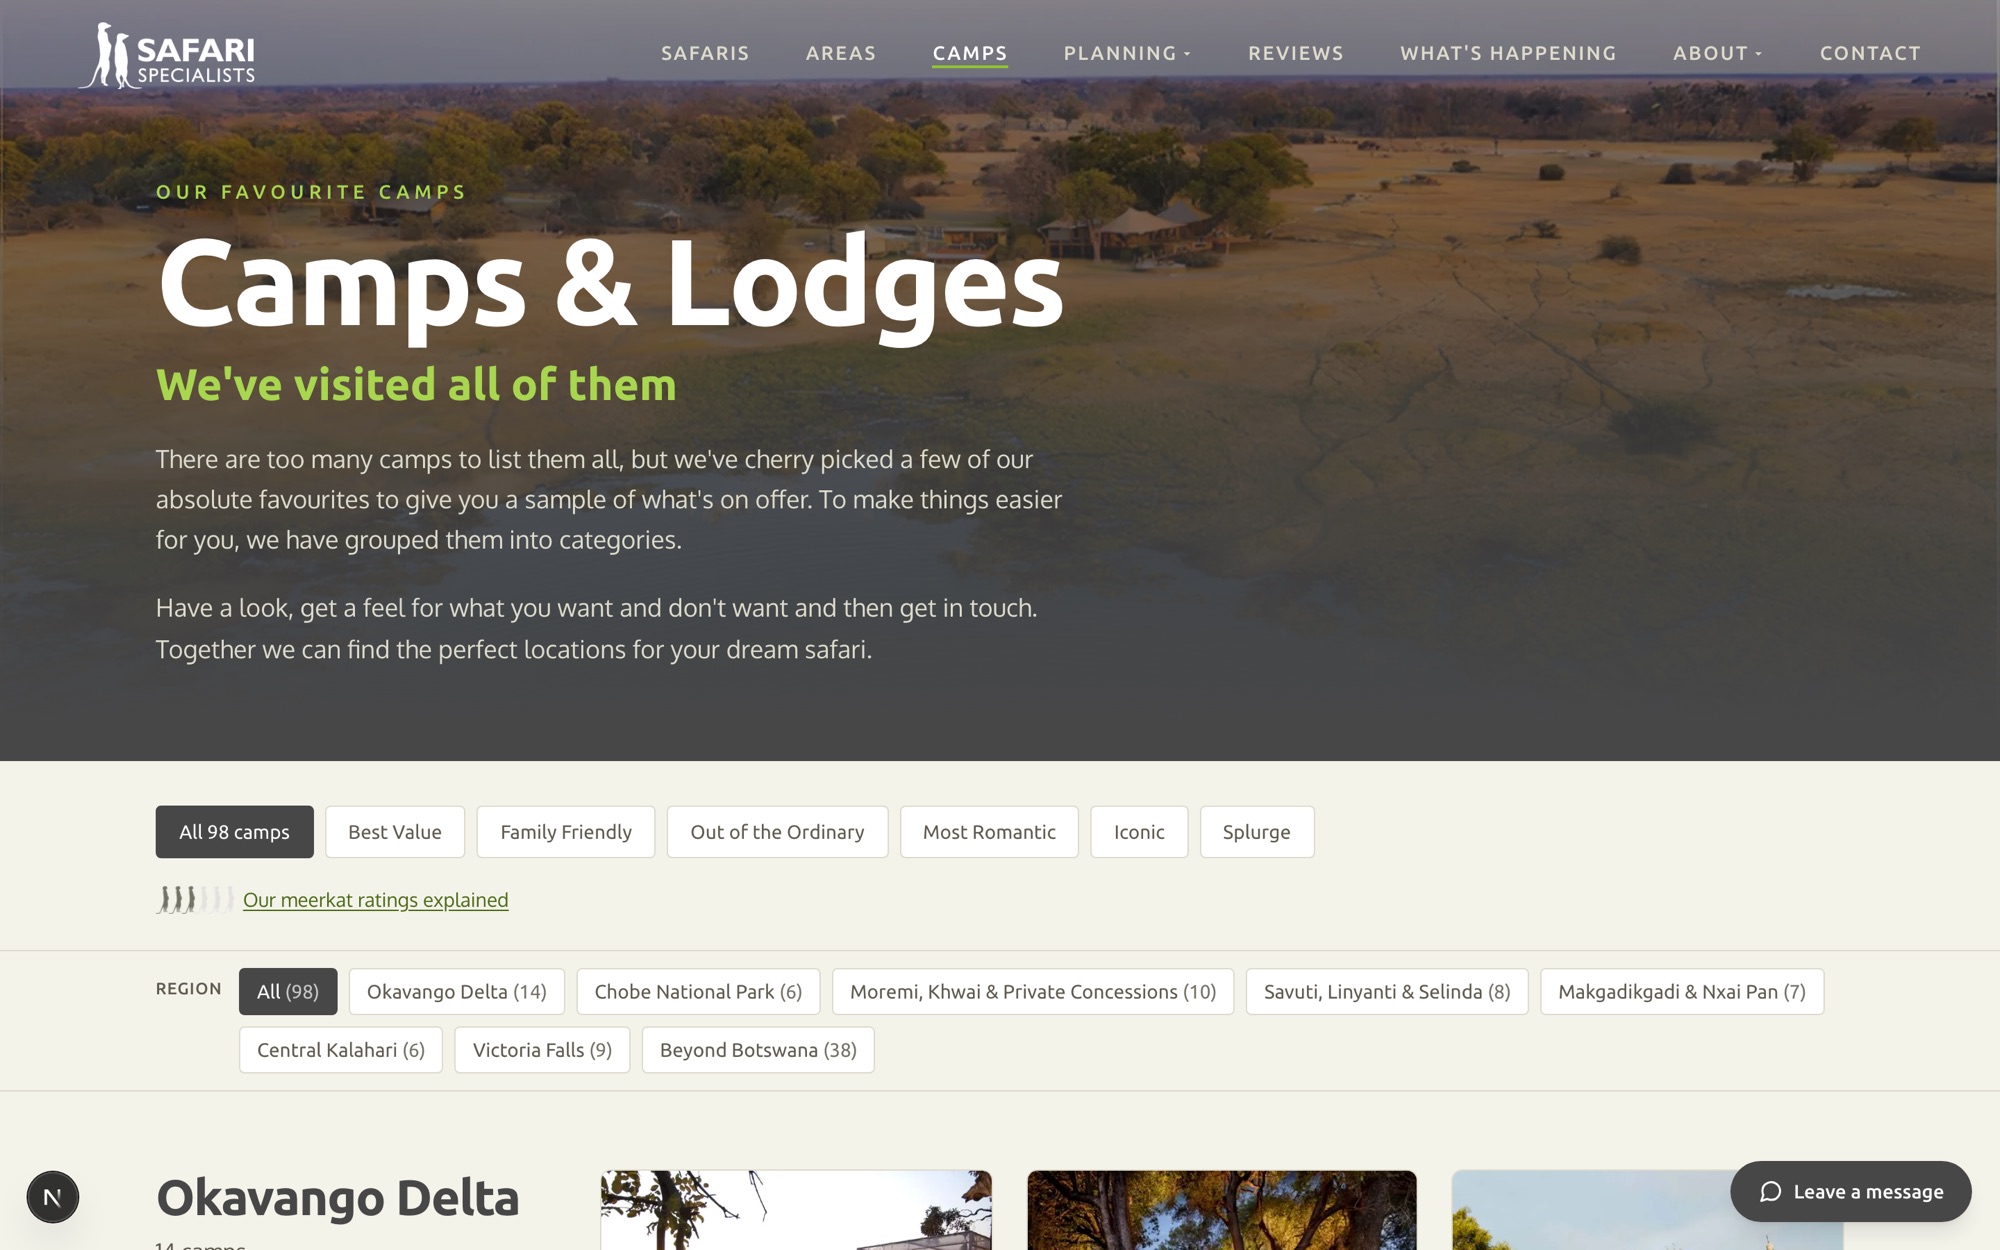 SAFARI
SPECIALISTS
SAFARIS
AREAS
CAMPS
PLANNING
REVIEWS
WHAT'S HAPPENING
ABOUT
CONTACT
OUR FAVOURITE CAMPS
Camps & Lodges
We've visited all of them
There are too many camps to list them all, but we've cherry picked a few of our
absolute favourites to give you a sample of what's on offer. To make things easier
for you, we have grouped them into categories.
Have a look, get a feel for what you want and don't want and then get in touch.
Together we can find the perfect locations for your dream safari.
All 98 camps
Best Value
Family Friendly
Out of the Ordinary
Most Romantic
Iconic
Splurge
Our meerkat ratings explained
REGION
All (98)
Okavango Delta (14)
Chobe National Park (6)
Moremi, Khwai & Private Concessions (10)
Savuti, Linyanti & Selinda (8)
Makgadikgadi & Nxai Pan (7)
Central Kalahari (6)
Victoria Falls (9)
Beyond Botswana (38)
Okavango Delta
14 camps
N
Leave a message